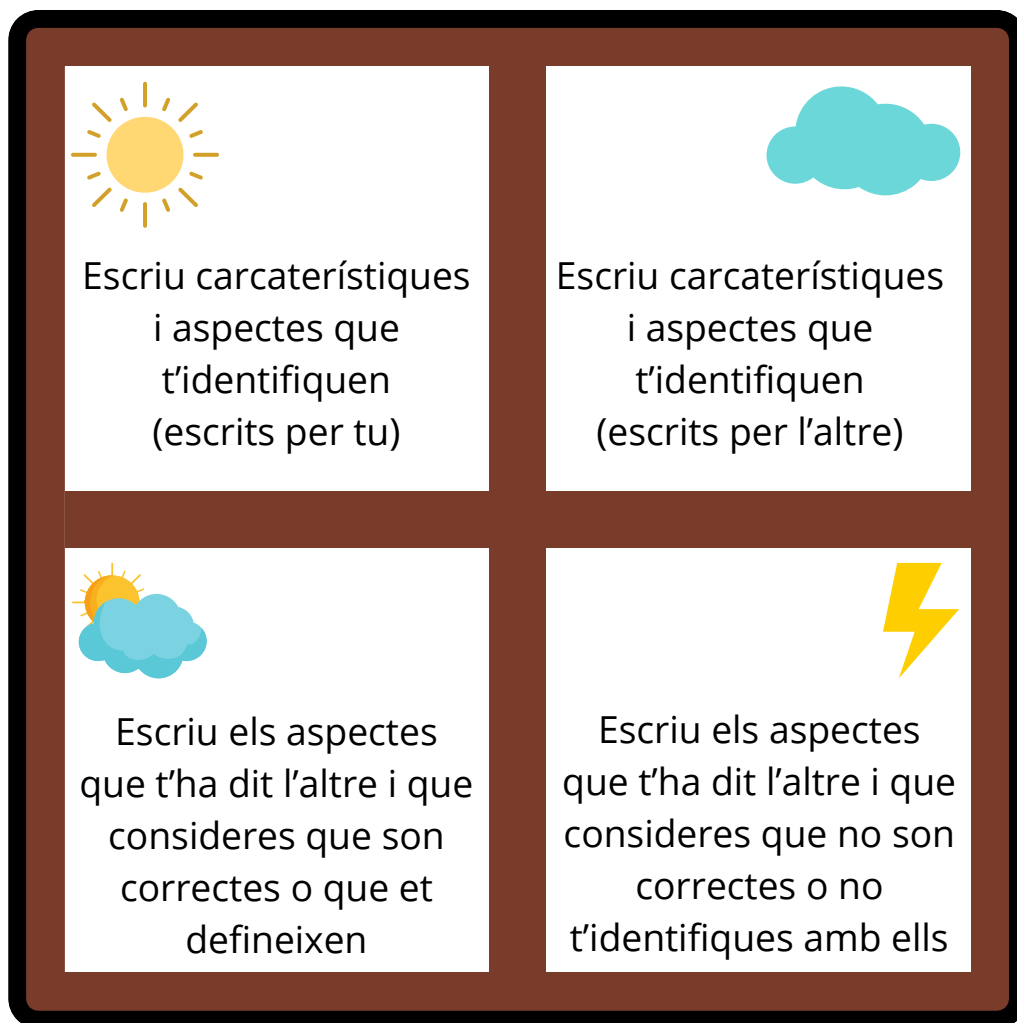 Escriu carcaterístiques
i aspectes que
t'identifiquen
(escrits per tu)
Escriu carcaterístiques
i aspectes que
t'identifiquen
(escrits per l'altre)
Escriu els aspectes
que t'ha dit l'altre i que
consideres que son
correctes o que et
defineixen
Escriu els aspectes
que t'ha dit l'altre i que
consideres que no son
correctes o no
t'identifiques amb ells